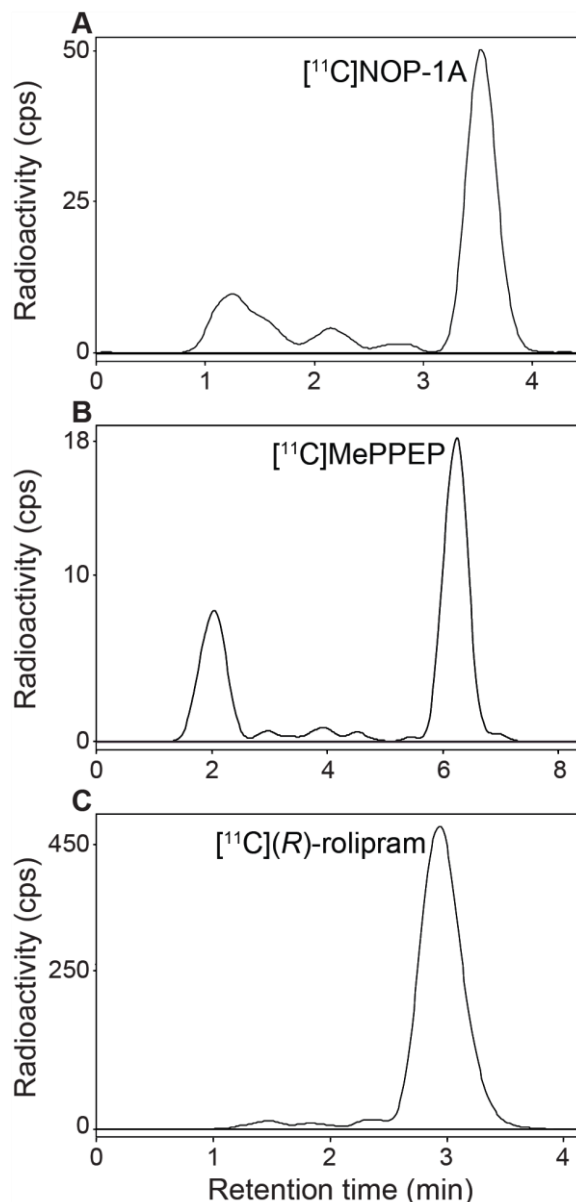 A
[¹¹C]NOP-1A
Radioactivity (cps)
50
25
0
0 1 2 3 4
B
[¹¹C]MePPEP
Radioactivity (cps)
18
10
0
0 2 4 6 8
C
[¹¹C](R)-rolipram
Radioactivity (cps)
450
250
0
0 1 2 3 4
Retention time (min)